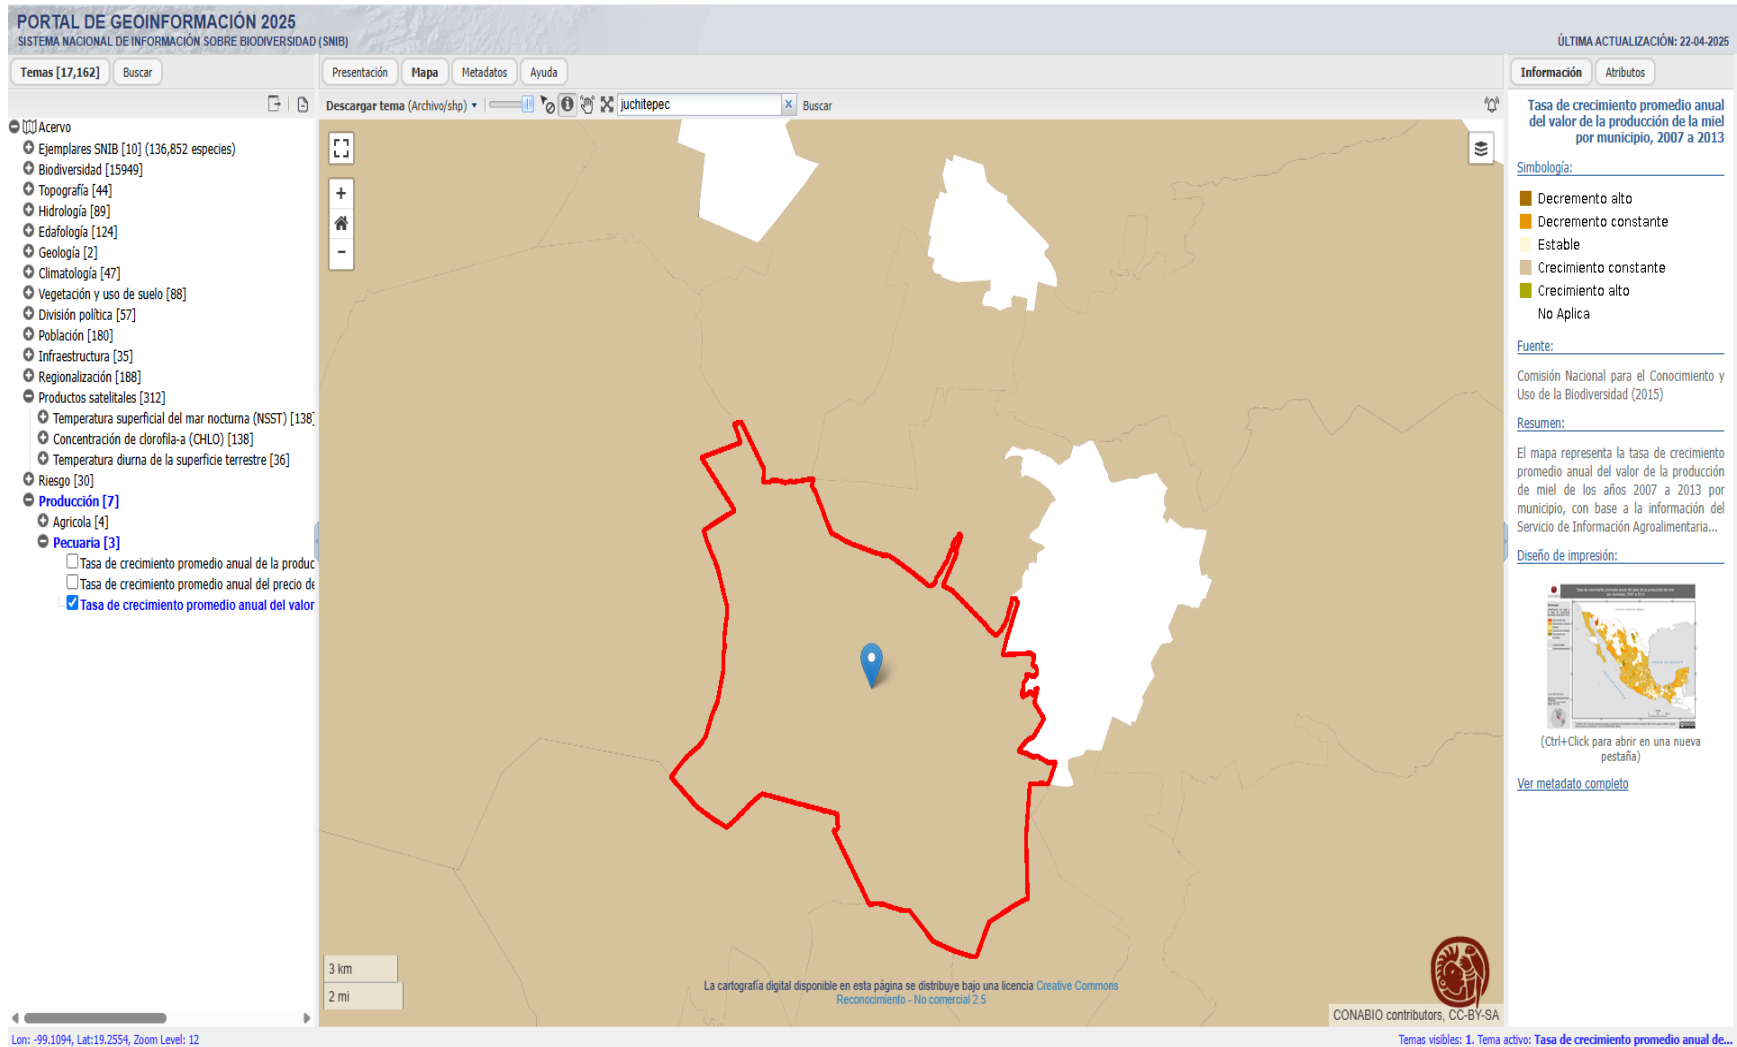 PORTAL DE GEOINFORMACIÓN 2025
SISTEMA NACIONAL DE INFORMACIÓN SOBRE BIODIVERSIDAD (SNIB)
ÚLTIMA ACTUALIZACIÓN: 22-04-2025
Temas [17,162]
Buscar
Presentación
Mapa
Metadatos
Ayuda
Información
Atributos
Descargar tema (Archivo/shp)
juchitepec
Buscar
Acervo
Ejemplares SNIB [10] (136,852 especies)
Biodiversidad [15949]
Topografía [44]
Hidrología [89]
Edafología [124]
Geología [2]
Climatología [47]
Vegetación y uso de suelo [88]
División política [57]
Población [180]
Infraestructura [35]
Regionalización [188]
Productos satelitales [312]
Temperatura superficial del mar nocturna (NSST) [138]
Concentración de clorofila-a (CHLO) [138]
Temperatura diurna de la superficie terrestre [36]
Riesgo [30]
Producción [7]
Agricola [4]
Pecuaria [3]
Tasa de crecimiento promedio anual de la produc
Tasa de crecimiento promedio anual del precio de
Tasa de crecimiento promedio anual del valor
+
−
3 km
2 mi
La cartografía digital disponible en esta página se distribuye bajo una licencia Creative Commons
Reconocimiento - No comercial 2.5
CONABIO contributors, CC-BY-SA
Tasa de crecimiento promedio anual
del valor de la producción de la miel
por municipio, 2007 a 2013
Simbología:
Decremento alto
Decremento constante
Estable
Crecimiento constante
Crecimiento alto
No Aplica
Fuente:
Comisión Nacional para el Conocimiento y
Uso de la Biodiversidad (2015)
Resumen:
El mapa representa la tasa de crecimiento
promedio anual del valor de la producción
de miel de los años 2007 a 2013 por
municipio, con base a la información del
Servicio de Información Agroalimentaria...
Diseño de impresión:
(Ctrl+Click para abrir en una nueva
pestaña)
Ver metadato completo
Lon: -99.1094, Lat:19.2554, Zoom Level: 12
Temas visibles: 1. Tema activo: Tasa de crecimiento promedio anual de...